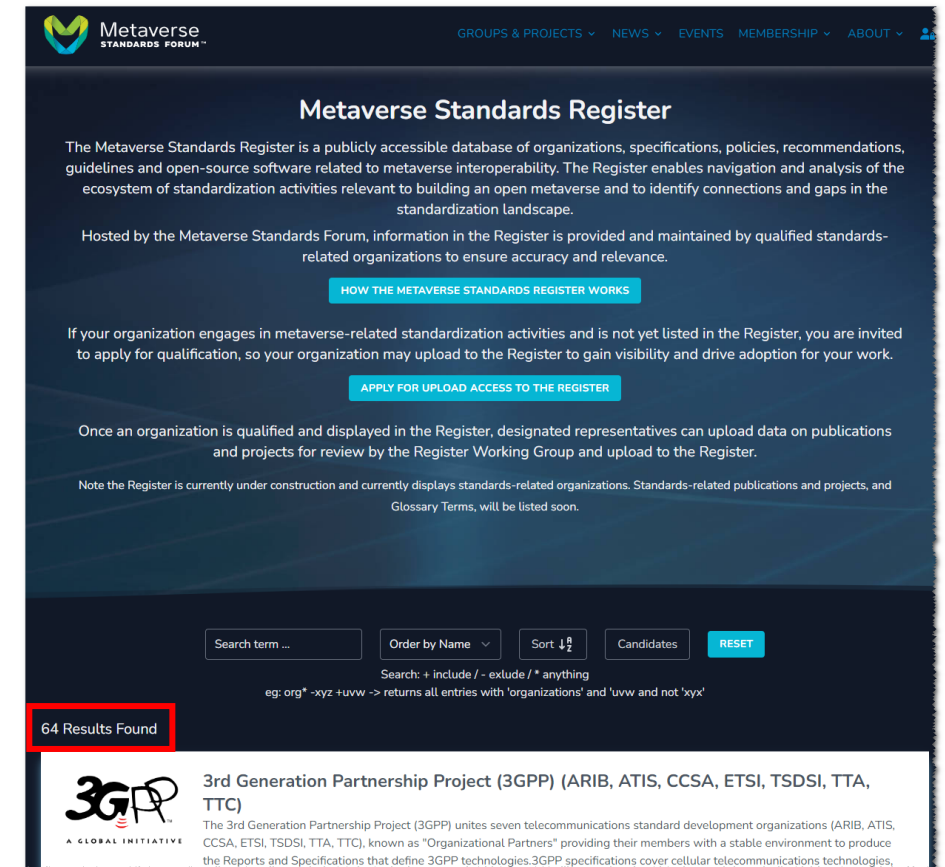 Metaverse
STANDARDS FORUM™
GROUPS & PROJECTS NEWS EVENTS MEMBERSHIP ABOUT
Metaverse Standards Register
The Metaverse Standards Register is a publicly accessible database of organizations, specifications, policies, recommendations,
guidelines and open-source software related to metaverse interoperability. The Register enables navigation and analysis of the
ecosystem of standardization activities relevant to building an open metaverse and to identify connections and gaps in the
standardization landscape.
Hosted by the Metaverse Standards Forum, information in the Register is provided and maintained by qualified standards-
related organizations to ensure accuracy and relevance.
HOW THE METAVERSE STANDARDS REGISTER WORKS
If your organization engages in metaverse-related standardization activities and is not yet listed in the Register, you are invited
to apply for qualification, so your organization may upload to the Register to gain visibility and drive adoption for your work.
APPLY FOR UPLOAD ACCESS TO THE REGISTER
Once an organization is qualified and displayed in the Register, designated representatives can upload data on publications
and projects for review by the Register Working Group and upload to the Register.
Note the Register is currently under construction and currently displays standards-related organizations. Standards-related publications and projects, and
Glossary Terms, will be listed soon.
Search term ... Order by Name Sort Candidates RESET
Search: + include / - exlude / * anything
eg: org* -xyz +uvw -> returns all entries with 'organizations' and 'uvw and not 'xyx'
64 Results Found
3GPP™
A GLOBAL INITIATIVE
3rd Generation Partnership Project (3GPP) (ARIB, ATIS, CCSA, ETSI, TSDSI, TTA,
TTC)
The 3rd Generation Partnership Project (3GPP) unites seven telecommunications standard development organizations (ARIB, ATIS,
CCSA, ETSI, TSDSI, TTA, TTC), known as "Organizational Partners" providing their members with a stable environment to produce
the Reports and Specifications that define 3GPP technologies.3GPP specifications cover cellular telecommunications technologies,